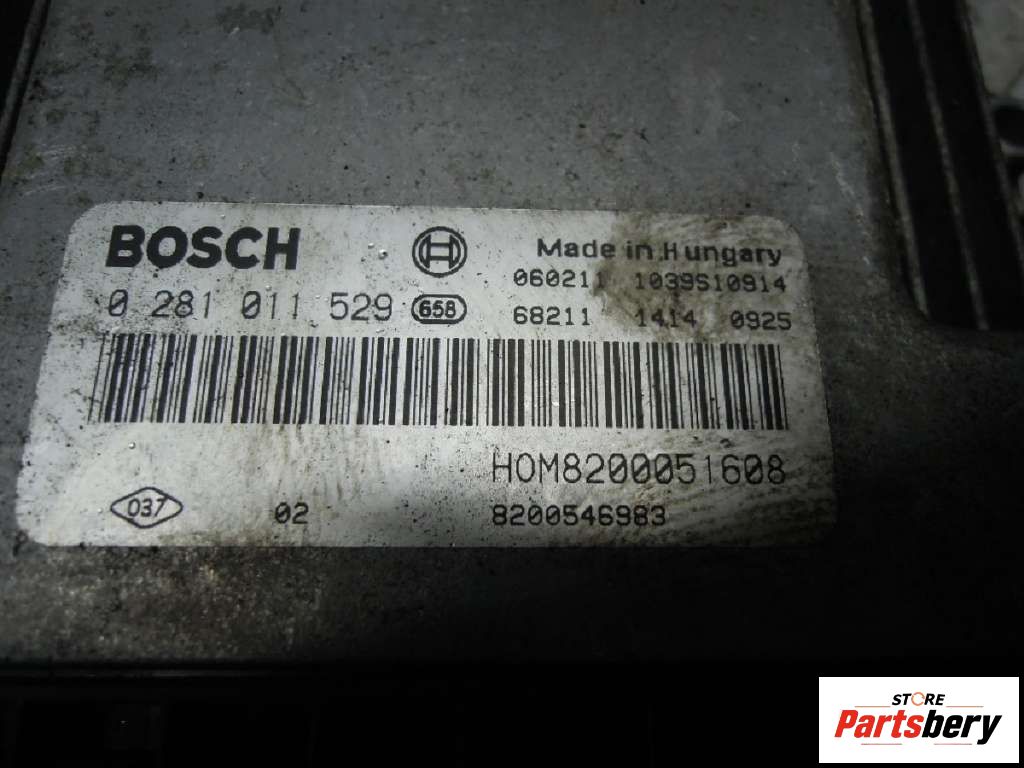 BOSCH
Made in Hungary
060211 1039S10914
0 281 011 529 658
68211 1414 0925
HOM8200051608
037 02 8200546983
STORE
Partsbery